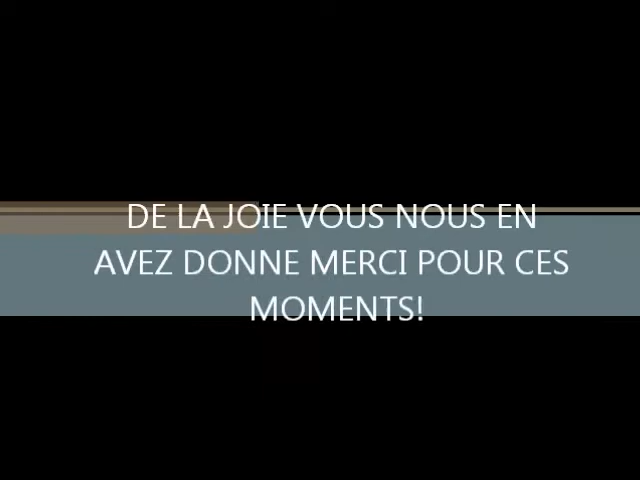 DE LA JOIE VOUS NOUS EN
AVEZ DONNE MERCI POUR CES
MOMENTS!